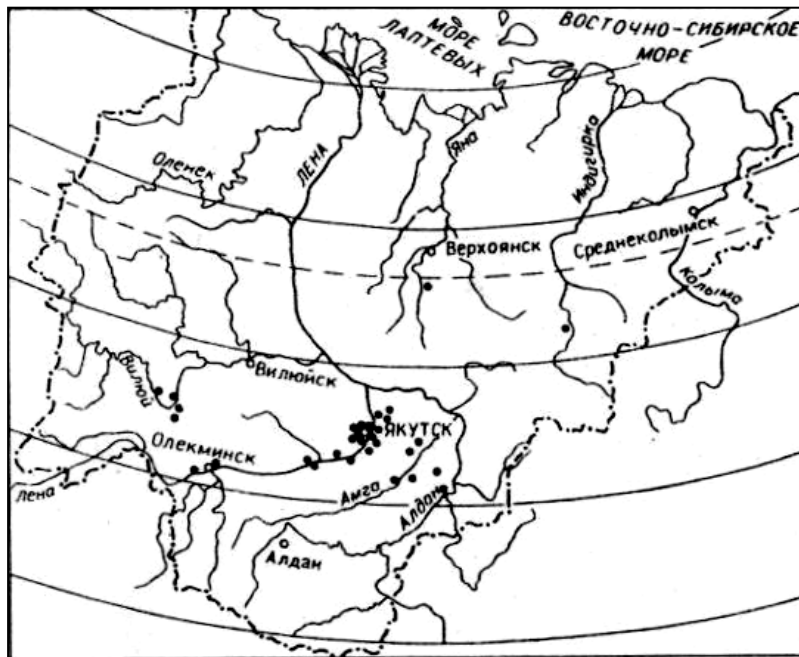 МОРЕ
ЛАПТЕВЫХ
ВОСТОЧНО-СИБИРСКОЕ
МОРЕ
Оленек
ЛЕНА
Яна
Индигирка
Верхоянск
Среднеколымск
Колыма
Вилюй
Вилюйск
ЯКУТСК
Олекминск
Лена
Амга
Алдан
Алдан